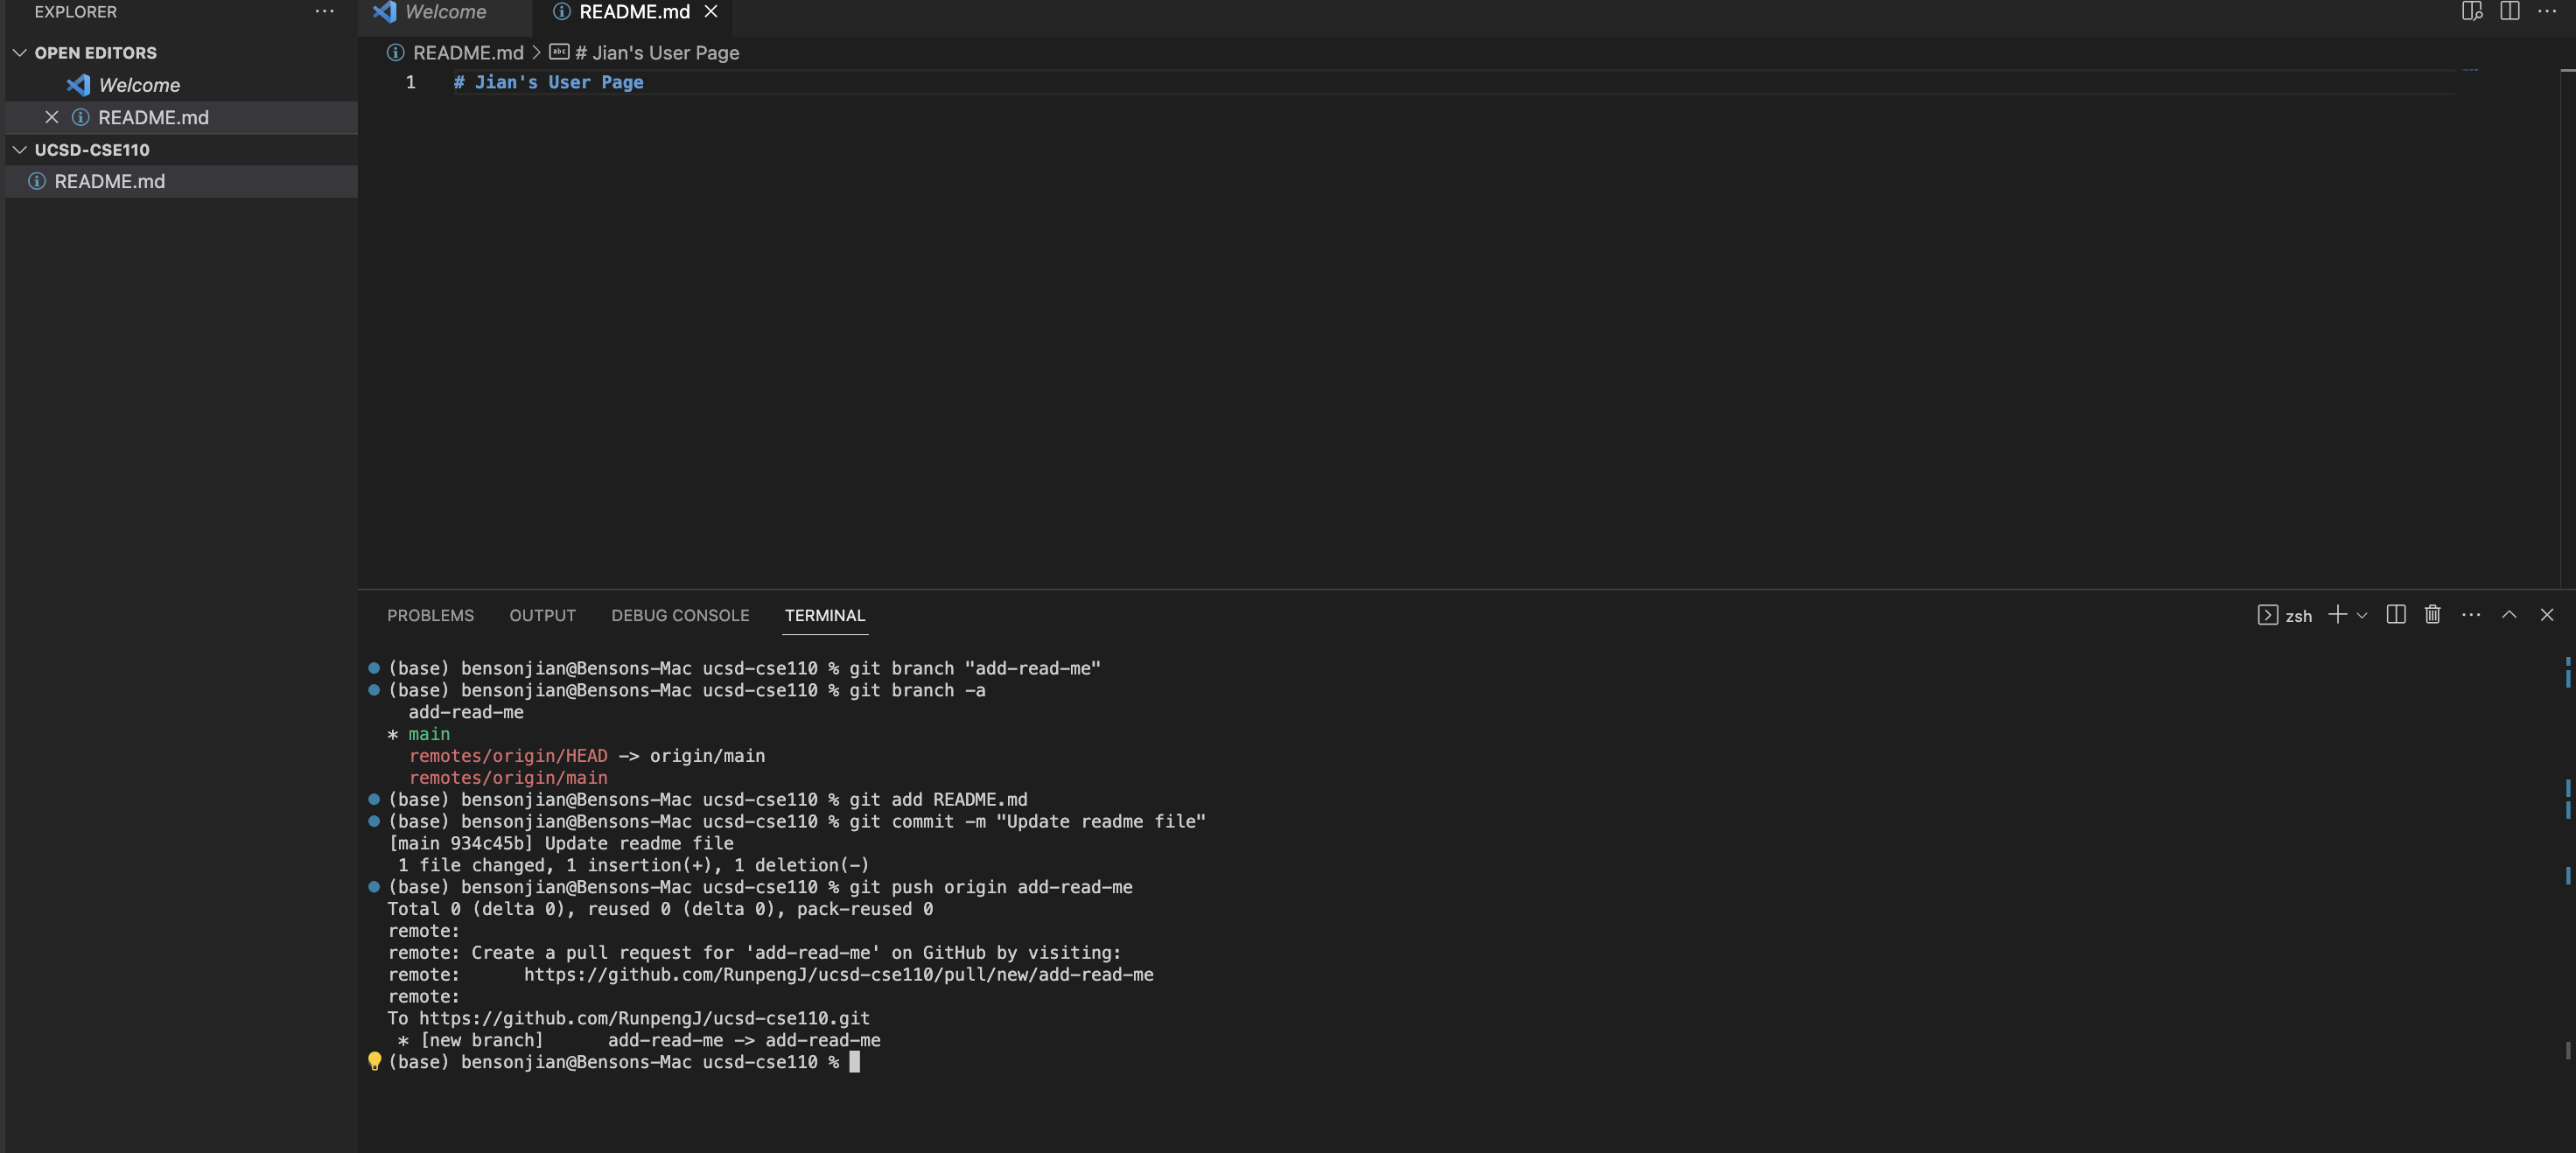 EXPLORER
OPEN EDITORS
Welcome
README.md
UCSD-CSE110
README.md
Welcome
README.md
README.md > # Jian's User Page
1 # Jian's User Page
PROBLEMS OUTPUT DEBUG CONSOLE TERMINAL
zsh
(base) bensonjian@Bensons-Mac ucsd-cse110 % git branch "add-read-me"
(base) bensonjian@Bensons-Mac ucsd-cse110 % git branch -a
add-read-me
* main
remotes/origin/HEAD -> origin/main
remotes/origin/main
(base) bensonjian@Bensons-Mac ucsd-cse110 % git add README.md
(base) bensonjian@Bensons-Mac ucsd-cse110 % git commit -m "Update readme file"
[main 934c45b] Update readme file
1 file changed, 1 insertion(+), 1 deletion(-)
(base) bensonjian@Bensons-Mac ucsd-cse110 % git push origin add-read-me
Total 0 (delta 0), reused 0 (delta 0), pack-reused 0
remote:
remote: Create a pull request for 'add-read-me' on GitHub by visiting:
remote:      https://github.com/RunpengJ/ucsd-cse110/pull/new/add-read-me
remote:
To https://github.com/RunpengJ/ucsd-cse110.git
* [new branch]      add-read-me -> add-read-me
(base) bensonjian@Bensons-Mac ucsd-cse110 %